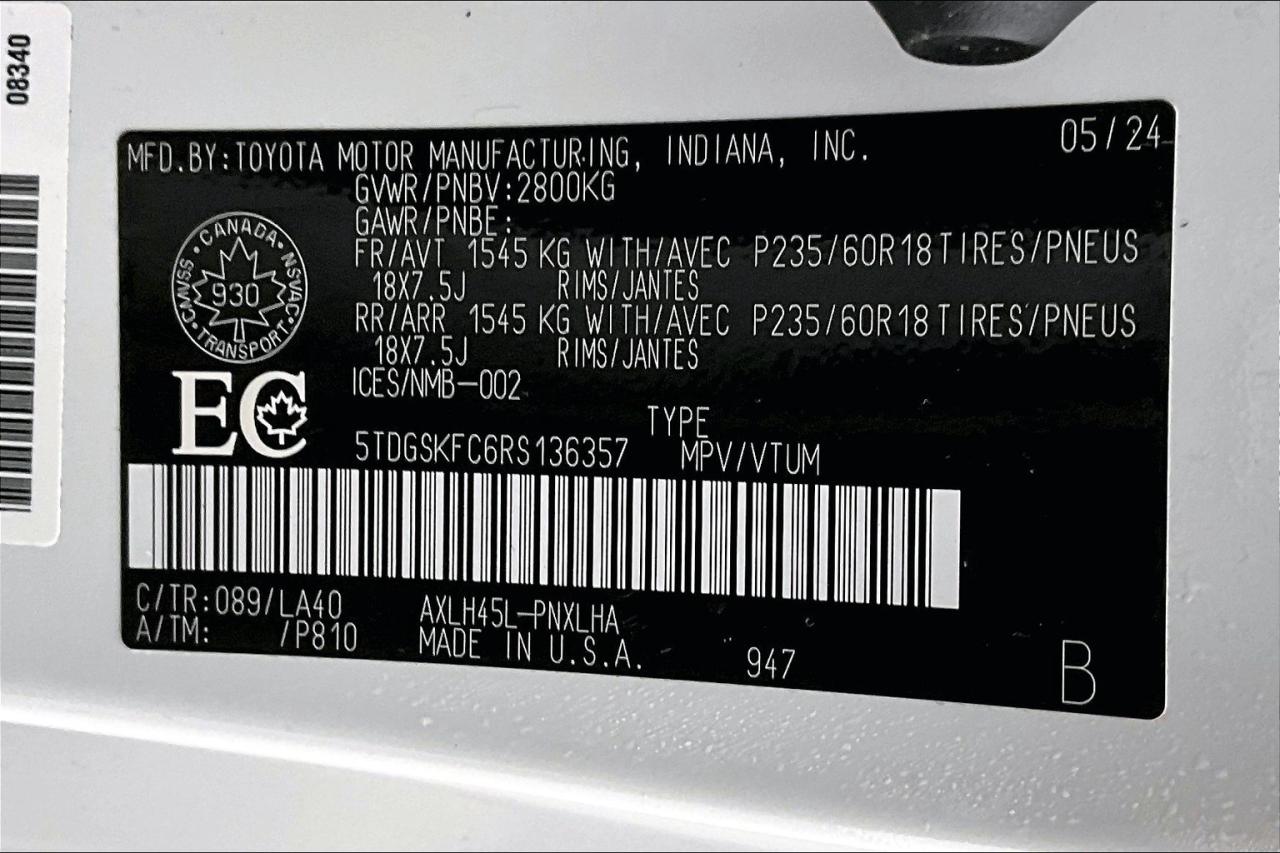 08340
MFD.BY:TOYOTA MOTOR MANUFACTURING, INDIANA, INC. 05/24
GVWR/PNBV:2800KG
GAWR/PNBE:
FR/AVT 1545 KG WITH/AVEC P235/60R18 TIRES/PNEUS
18X7.5J RIMS/JANTES
RR/ARR 1545 KG WITH/AVEC P235/60R18 TIRES/PNEUS
18X7.5J RIMS/JANTES
ICES/NMB-002
CANADA
CMVSS 930 NSVAC
TRANSPORT
EC
TYPE
5TDGSKFC6RS136357 MPV/VTUM
C/TR:089/LA40 AXLH45L-PNXLHA
A/TM: /P810 MADE IN U.S.A. 947 B